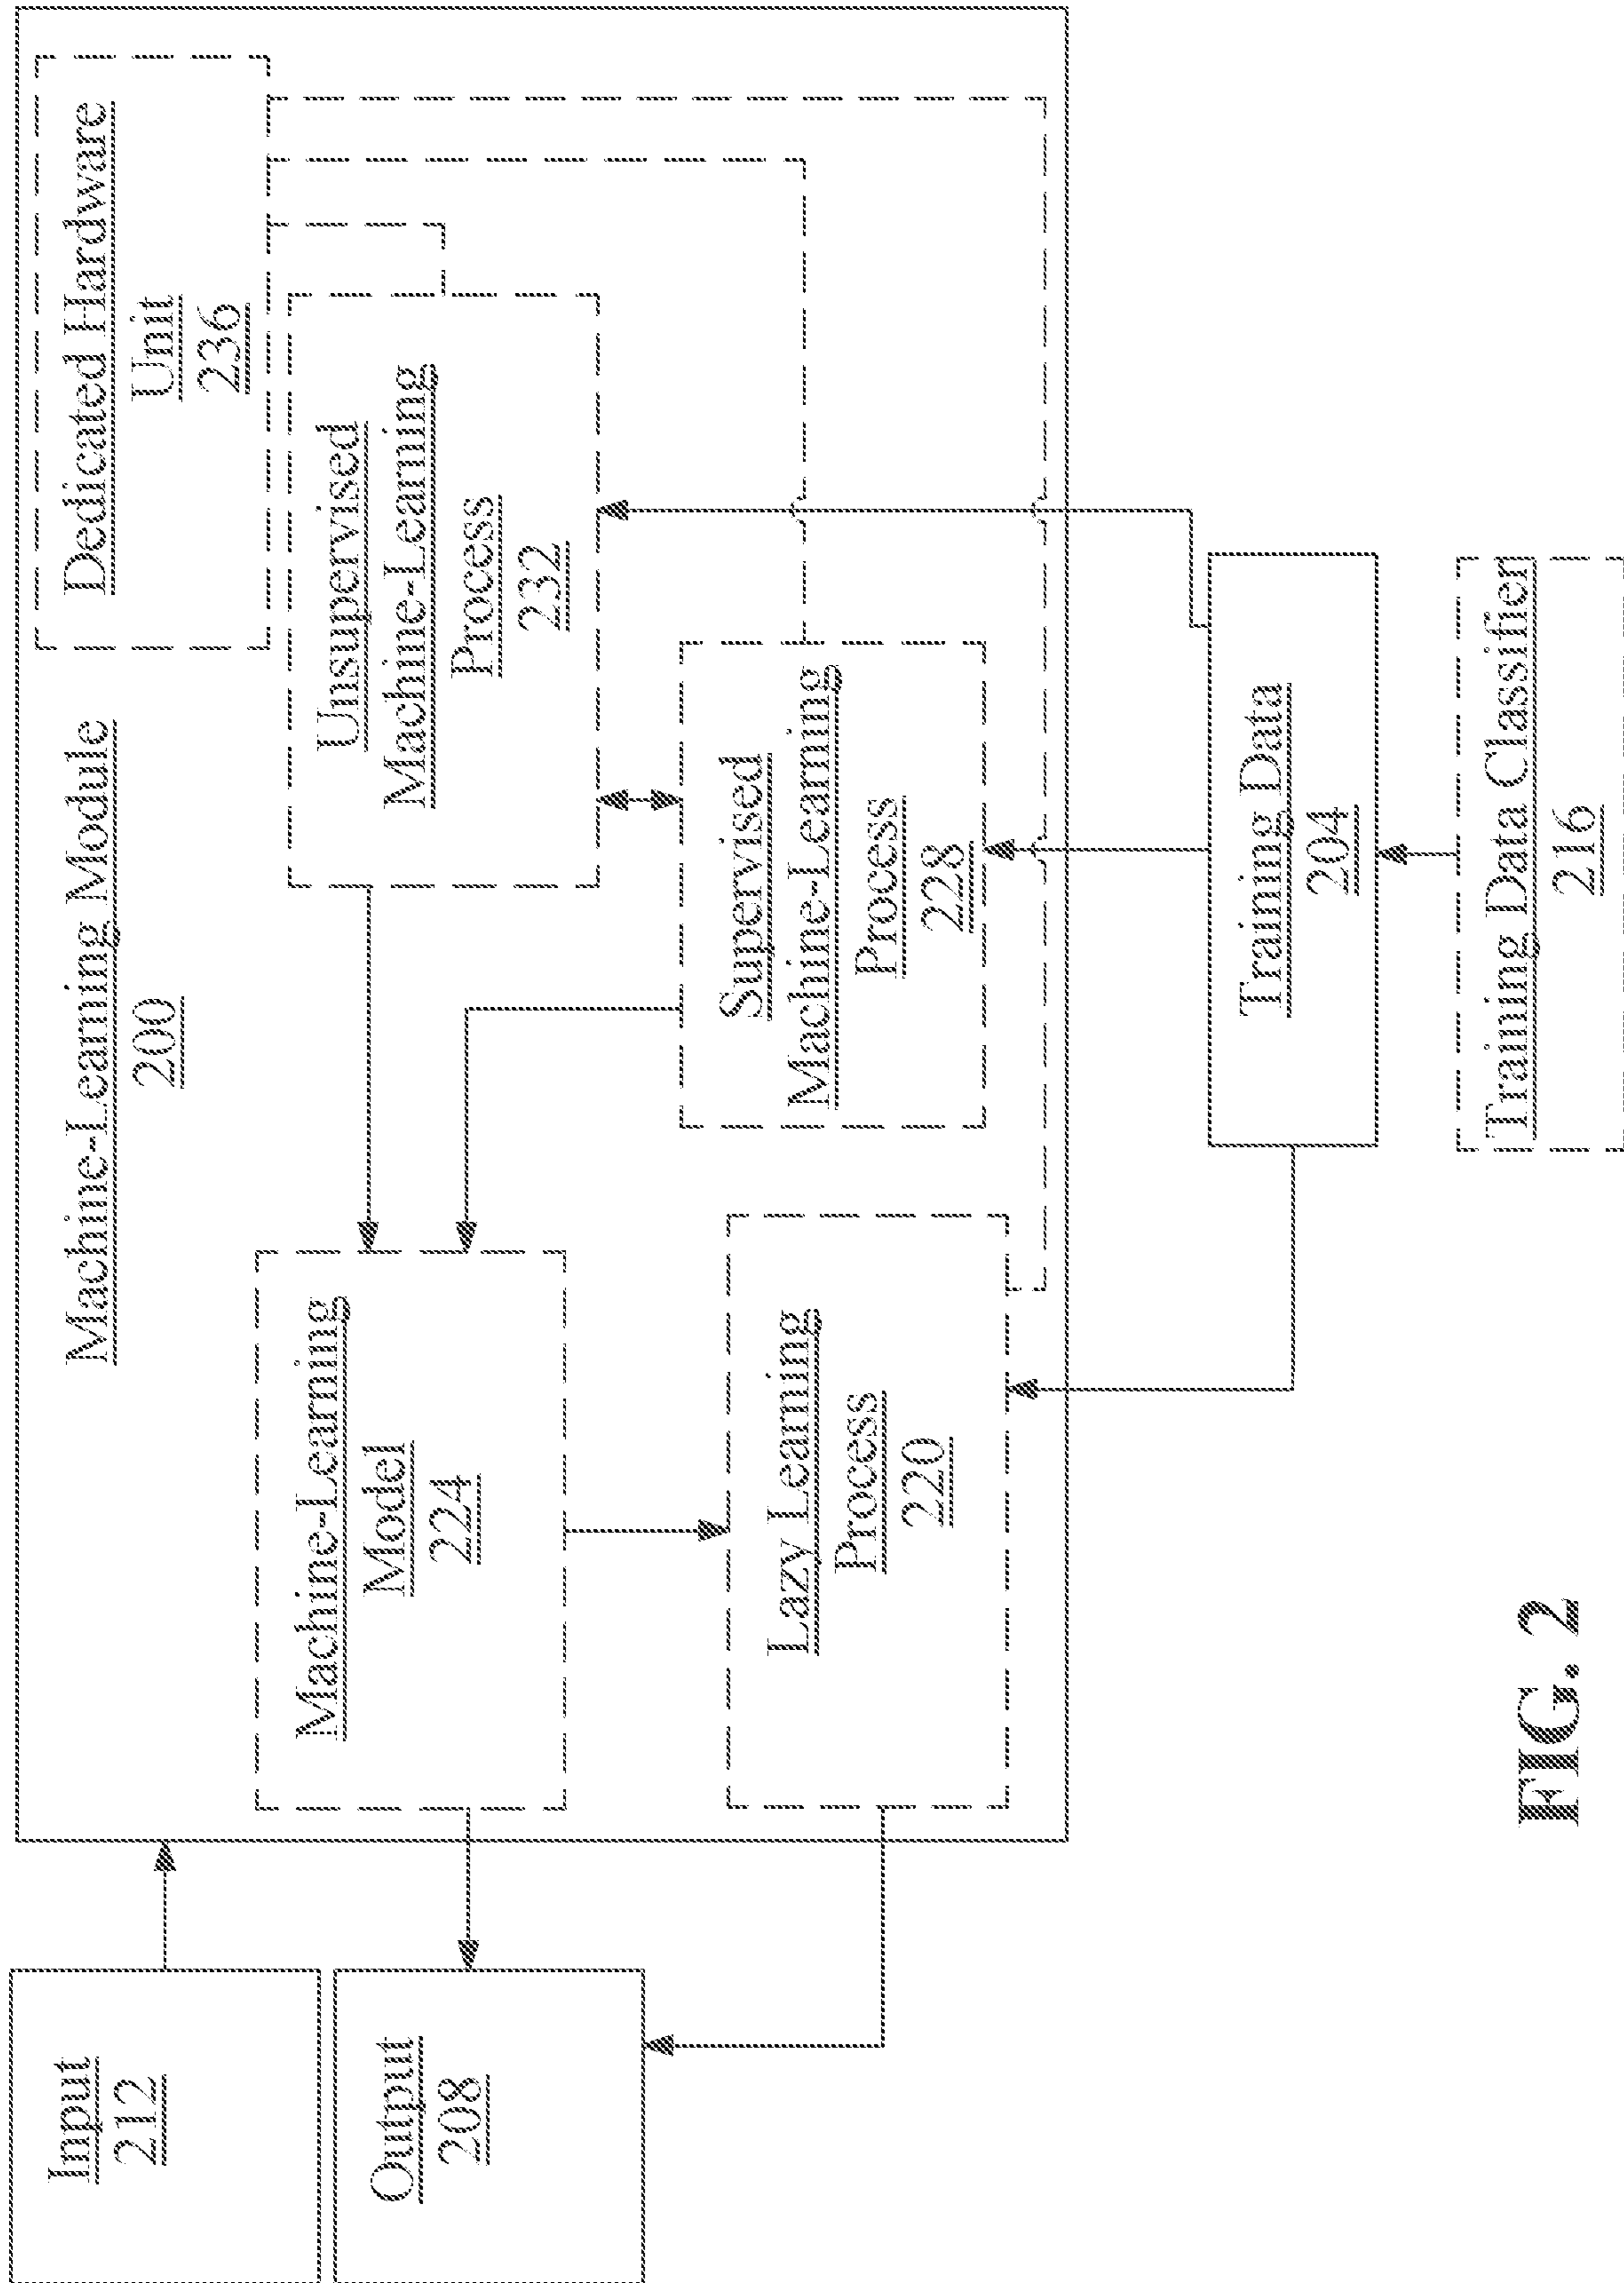 Machine-Learning Module
200
Dedicated Hardware
Unit
236
Input
212
Output
208
Machine-Learning
Model
224
Unsupervised
Machine-Learning
Process
232
Lazy Learning
Process
220
Supervised
Machine-Learning
Process
228
Training Data
204
Training Data Classifier
216
FIG. 2